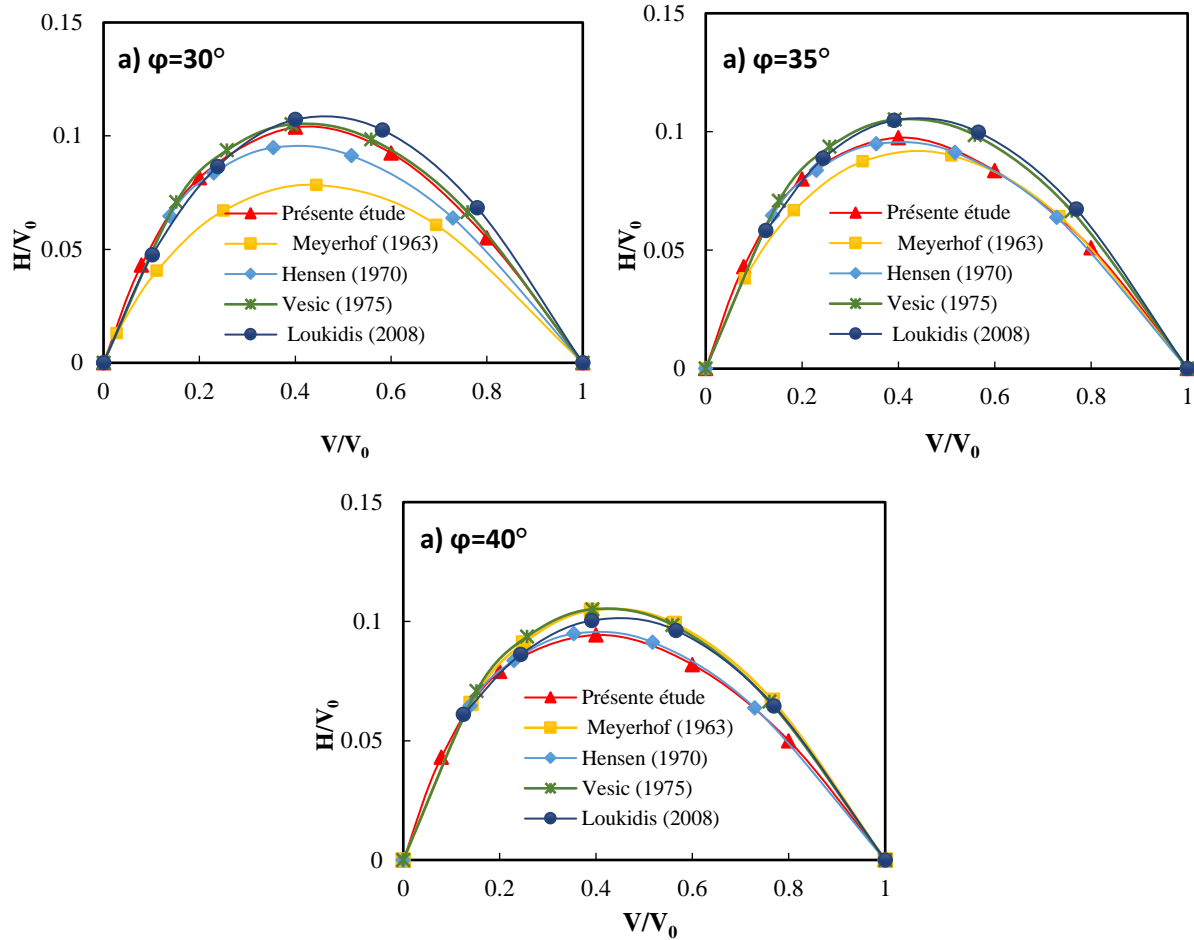 a) φ=30°
0.15
0.1
0.05
0
H/V0
Présente étude
Meyerhof (1963)
Hensen (1970)
Vesic (1975)
Loukidis (2008)
0 0.2 0.4 0.6 0.8 1
V/V0
a) φ=35°
0.15
0.1
0.05
0
H/V0
Présente étude
Meyerhof (1963)
Hensen (1970)
Vesic (1975)
Loukidis (2008)
0 0.2 0.4 0.6 0.8 1
V/V0
a) φ=40°
0.15
0.1
0.05
0
H/V0
Présente étude
Meyerhof (1963)
Hensen (1970)
Vesic (1975)
Loukidis (2008)
0 0.2 0.4 0.6 0.8 1
V/V0